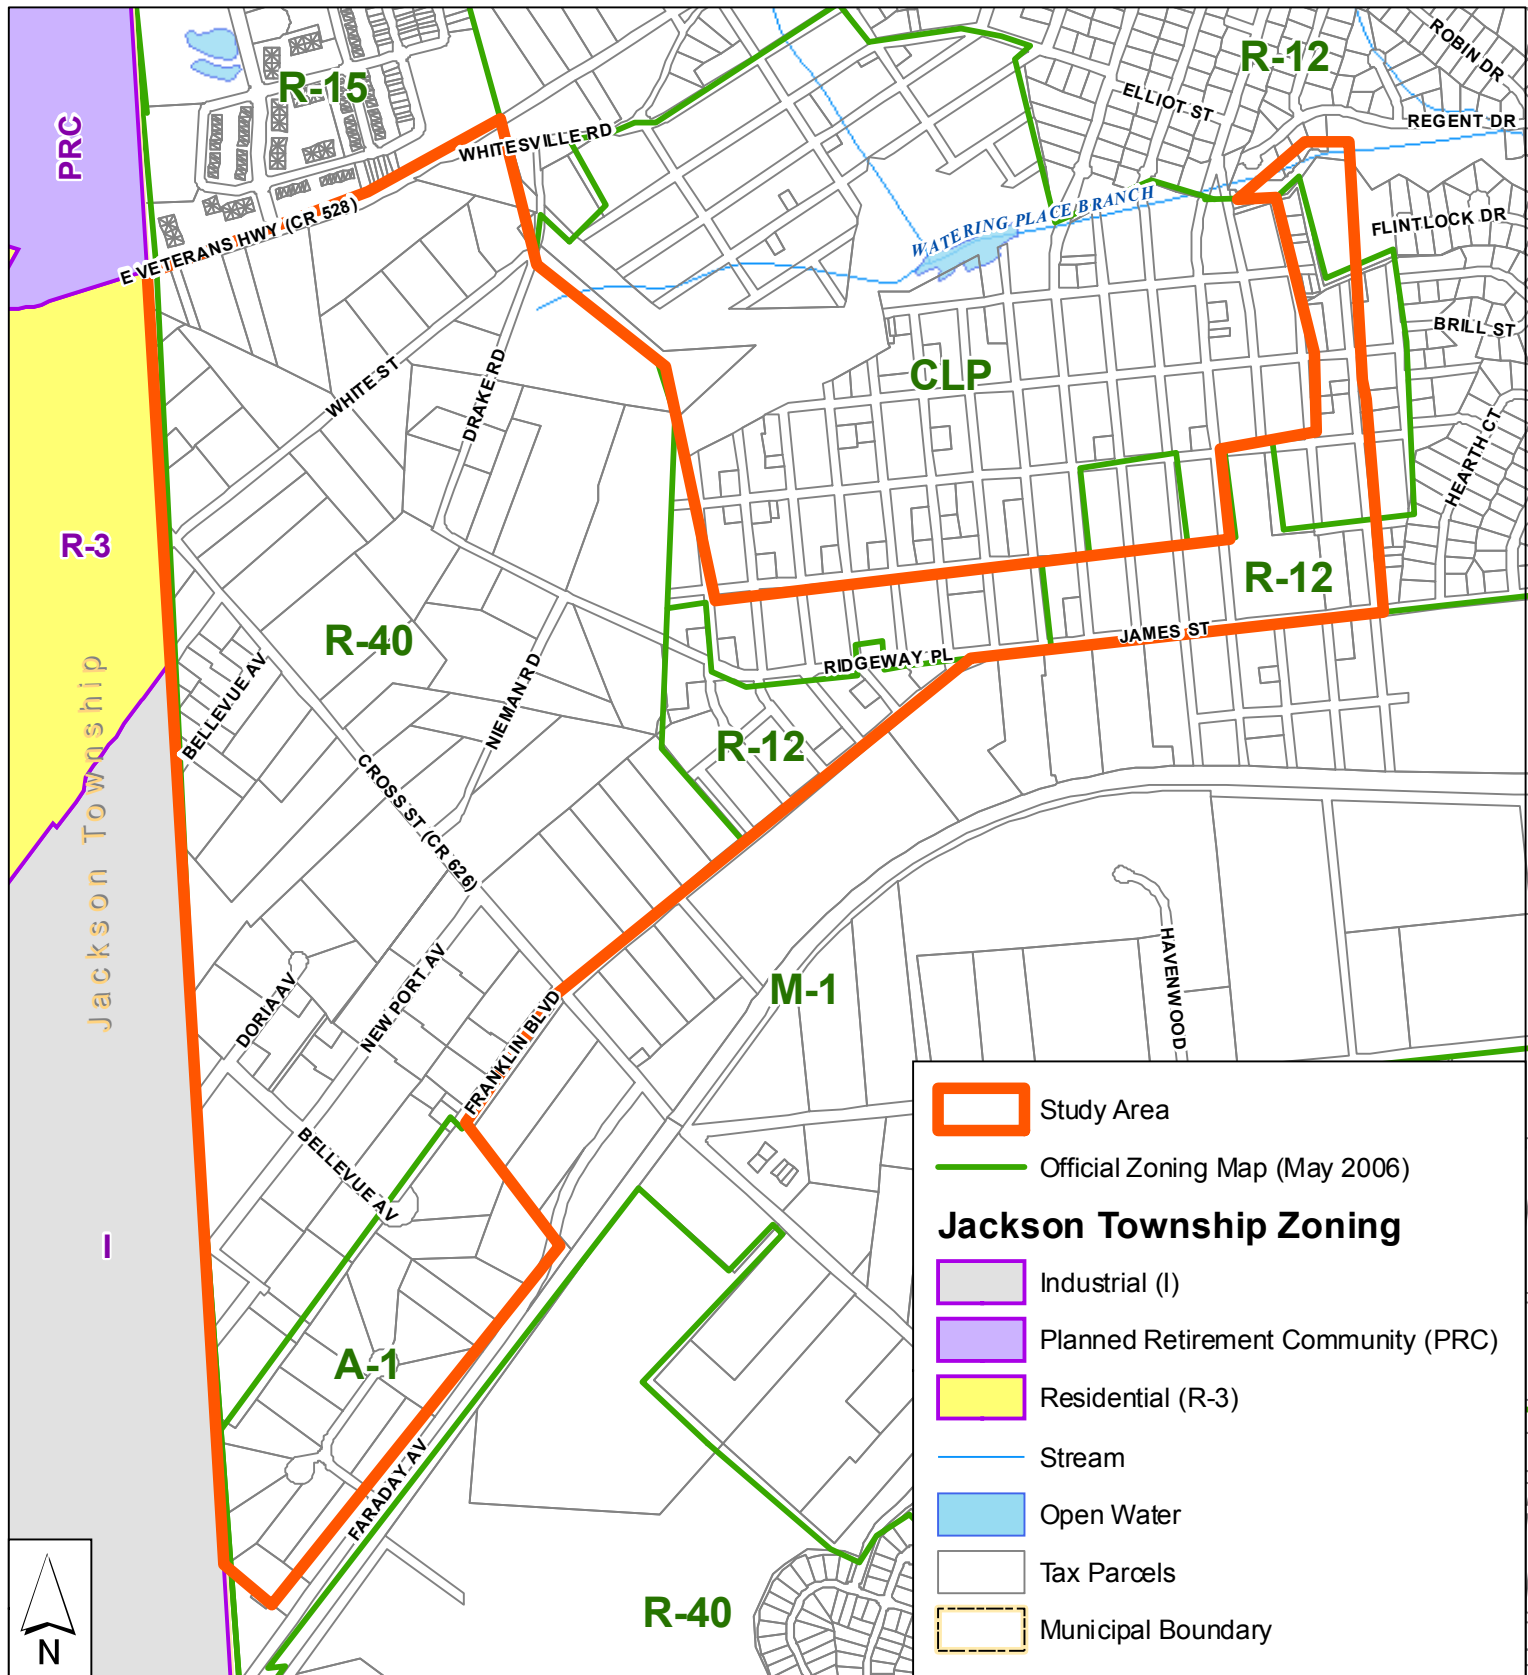 R-12
ROBIN DR
R-15
ELLIOT ST
REGENT DR
PRC
WHITESVILLE RD
WATERING PLACE BRANCH
FLINTLOCK DR
E VETERANS HWY (CR 528)
BRILL ST
WHITE ST
DRAKE RD
CLP
HEARTH CT
R-3
R-12
R-40
JAMES ST
RIDGEWAY PL
BELLEVUE AV
NIEMAN RD
R-12
Jackson Township
CROSS ST (CR 626)
M-1
HAVENWOOD
DORIA AV
NEW PORT AV
FRANKLIN BLVD
BELLEVUE AV
I
A-1
FARADAY AV
R-40
N
Study Area
Official Zoning Map (May 2006)
Jackson Township Zoning
Industrial (I)
Planned Retirement Community (PRC)
Residential (R-3)
Stream
Open Water
Tax Parcels
Municipal Boundary